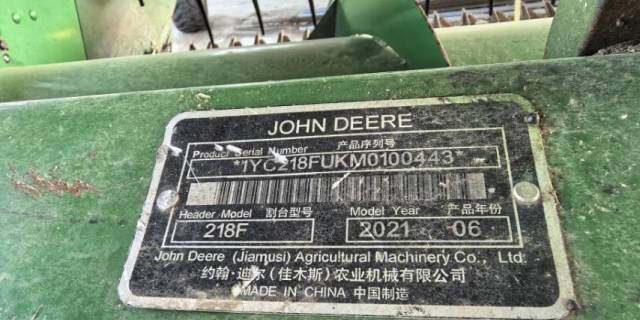 JOHN DEERE
Product Serial Number 产品序列号
*1YC218FUKM0100443*
Header Model 割台型号 Model Year 产品年份
218F 2021 06
John Deere (Jiamusi) Agricultural Machinery Co., Ltd.
约翰·迪尔(佳木斯)农业机械有限公司
MADE IN CHINA 中国制造